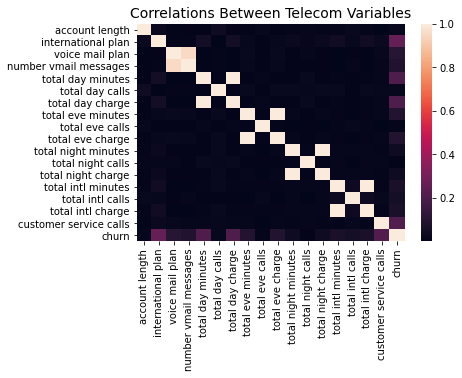 Correlations Between Telecom Variables
account length
international plan
voice mail plan
number vmail messages
total day minutes
total day calls
total day charge
total eve minutes
total eve calls
total eve charge
total night minutes
total night calls
total night charge
total intl minutes
total intl calls
total intl charge
customer service calls
churn
1.0
0.8
0.6
0.4
0.2
account length
international plan
voice mail plan
number vmail messages
total day minutes
total day calls
total day charge
total eve minutes
total eve calls
total eve charge
total night minutes
total night calls
total night charge
total intl minutes
total intl calls
total intl charge
customer service calls
churn